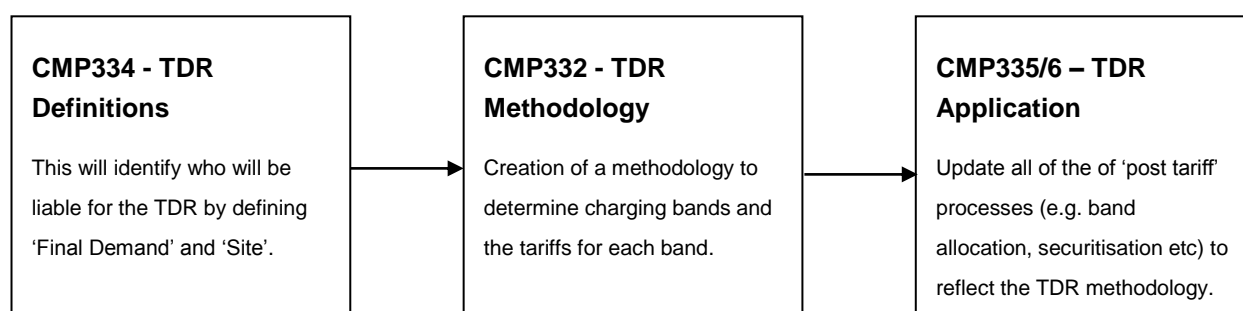 CMP334 - TDR
Definitions
This will identify who will be
liable for the TDR by defining
‘Final Demand’ and ‘Site’.
CMP332 - TDR
Methodology
Creation of a methodology to
determine charging bands and
the tariffs for each band.
CMP335/6 – TDR
Application
Update all of the of ‘post tariff’
processes (e.g. band
allocation, securitisation etc) to
reflect the TDR methodology.